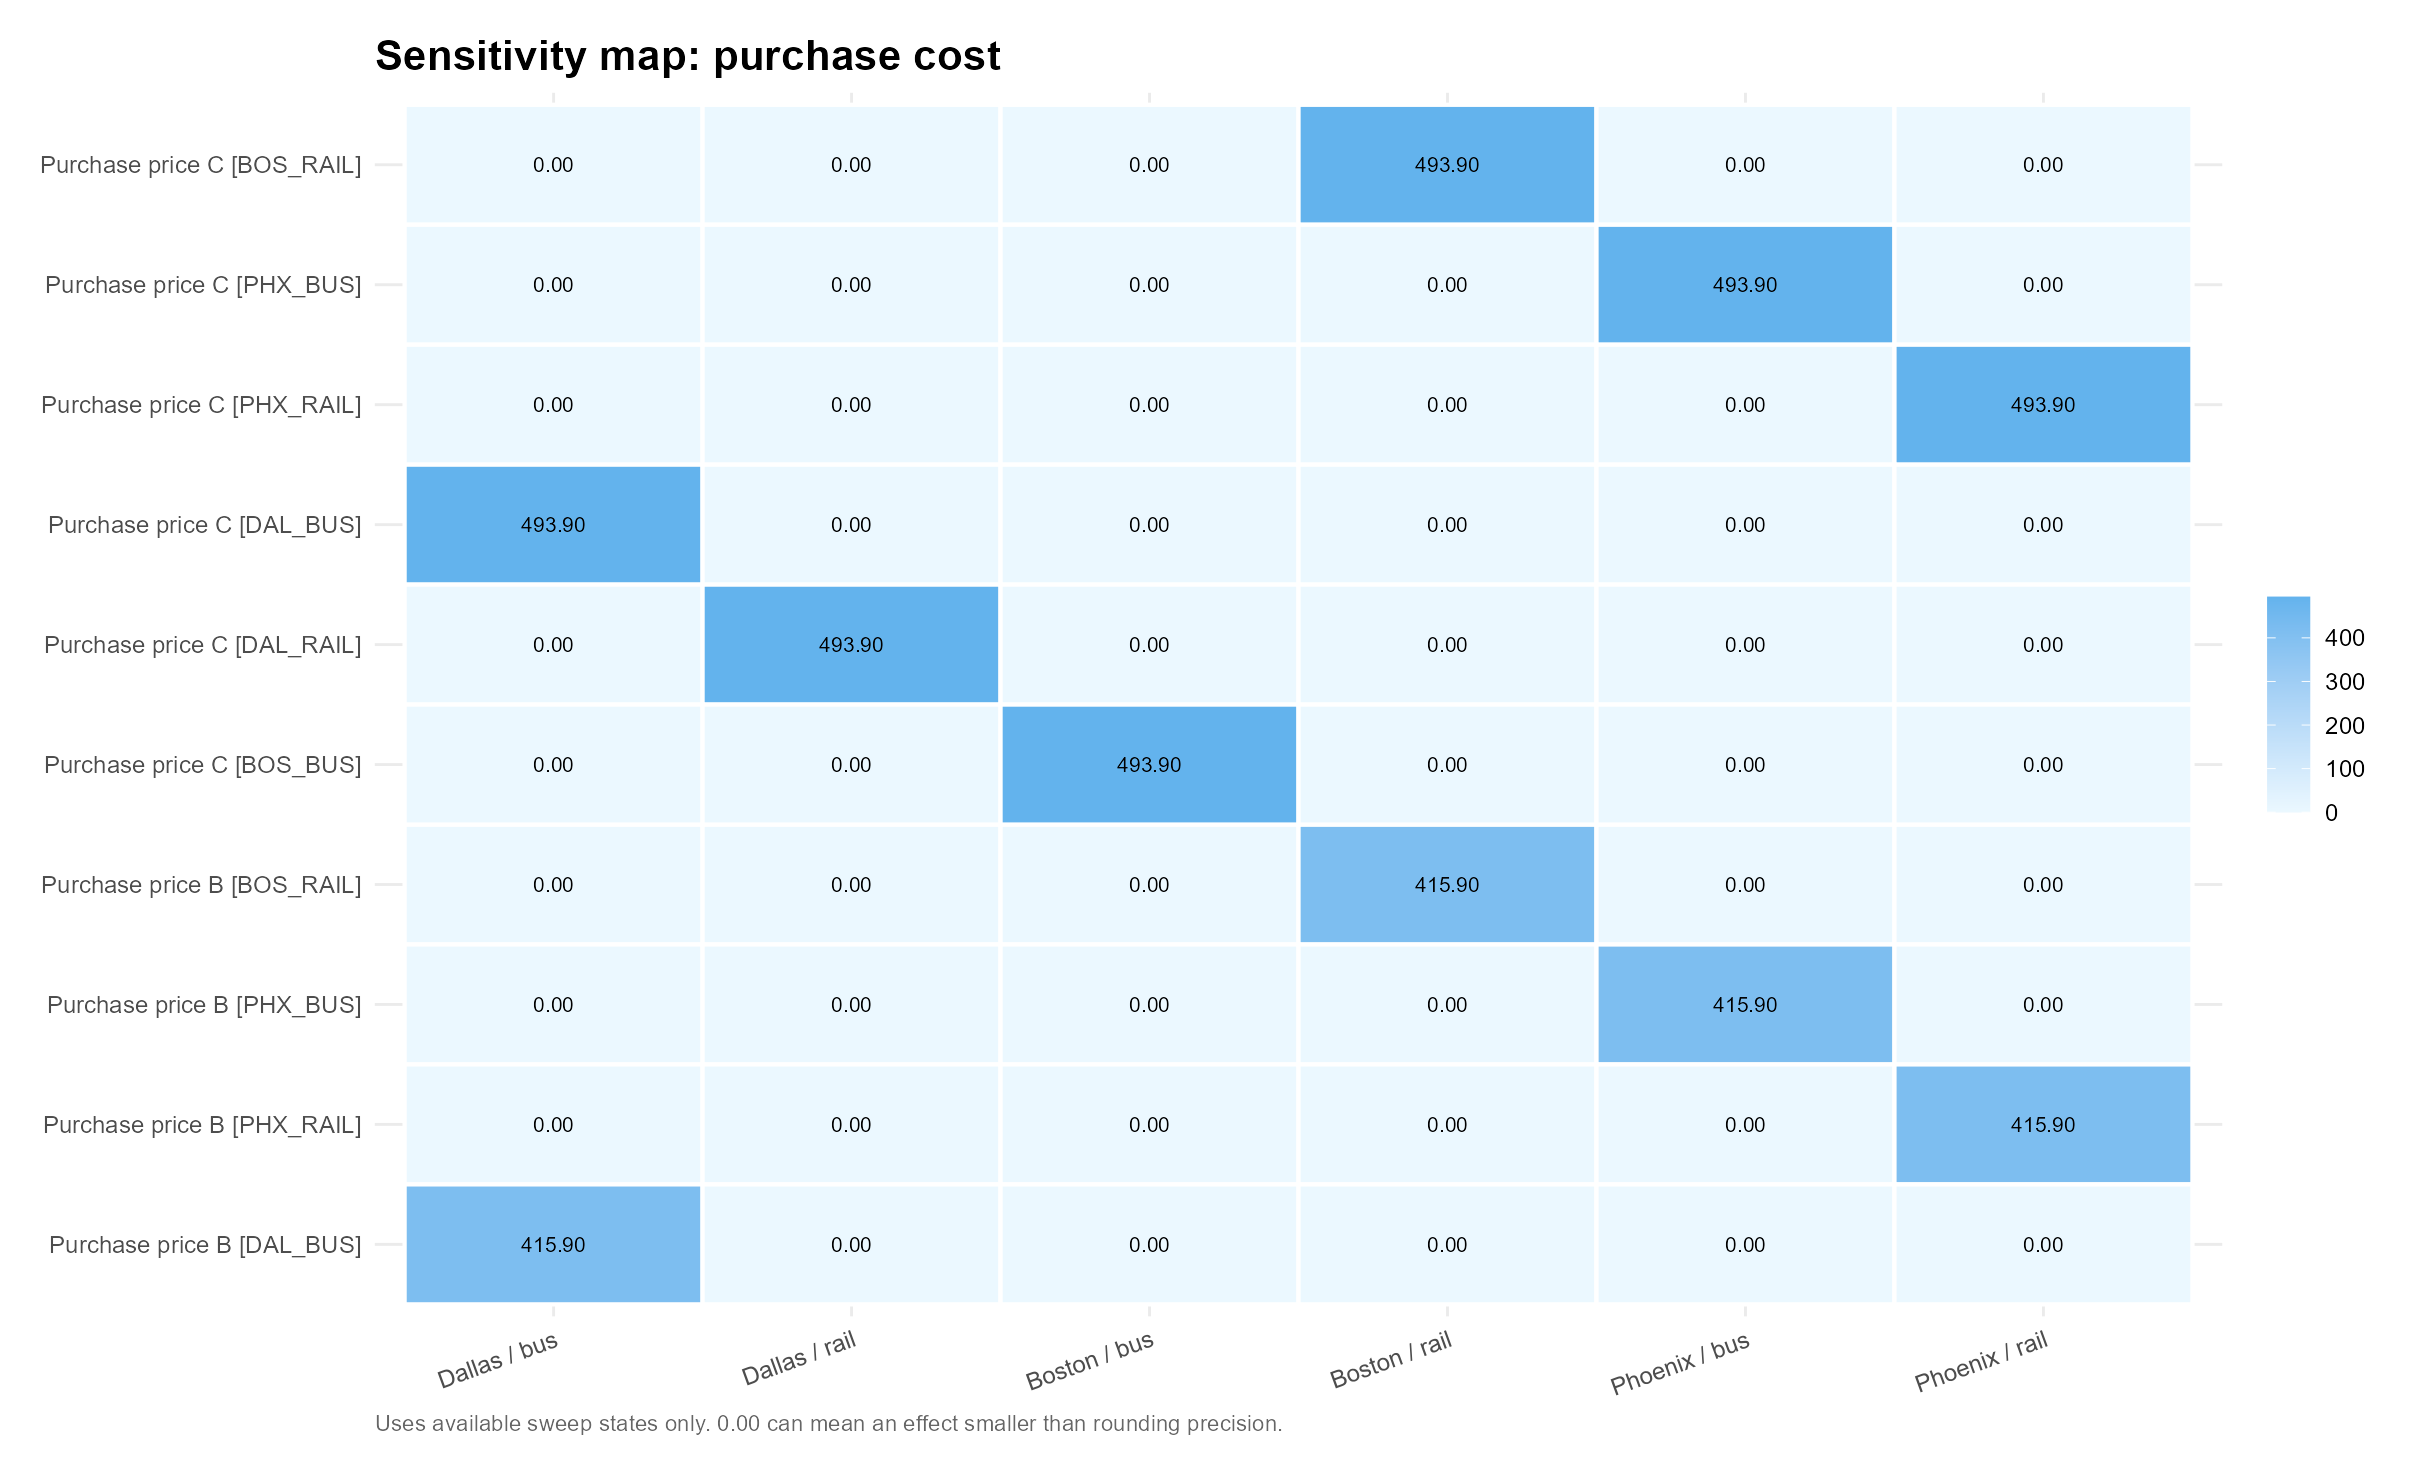 Sensitivity map: purchase cost
Purchase price C [BOS_RAIL] 0.00 0.00 0.00 493.90 0.00 0.00
Purchase price C [PHX_BUS] 0.00 0.00 0.00 0.00 493.90 0.00
Purchase price C [PHX_RAIL] 0.00 0.00 0.00 0.00 0.00 493.90
Purchase price C [DAL_BUS] 493.90 0.00 0.00 0.00 0.00 0.00
Purchase price C [DAL_RAIL] 0.00 493.90 0.00 0.00 0.00 0.00
Purchase price C [BOS_BUS] 0.00 0.00 493.90 0.00 0.00 0.00
Purchase price B [BOS_RAIL] 0.00 0.00 0.00 415.90 0.00 0.00
Purchase price B [PHX_BUS] 0.00 0.00 0.00 0.00 415.90 0.00
Purchase price B [PHX_RAIL] 0.00 0.00 0.00 0.00 0.00 415.90
Purchase price B [DAL_BUS] 415.90 0.00 0.00 0.00 0.00 0.00
Dallas / bus Dallas / rail Boston / bus Boston / rail Phoenix / bus Phoenix / rail
400
300
200
100
0
Uses available sweep states only. 0.00 can mean an effect smaller than rounding precision.